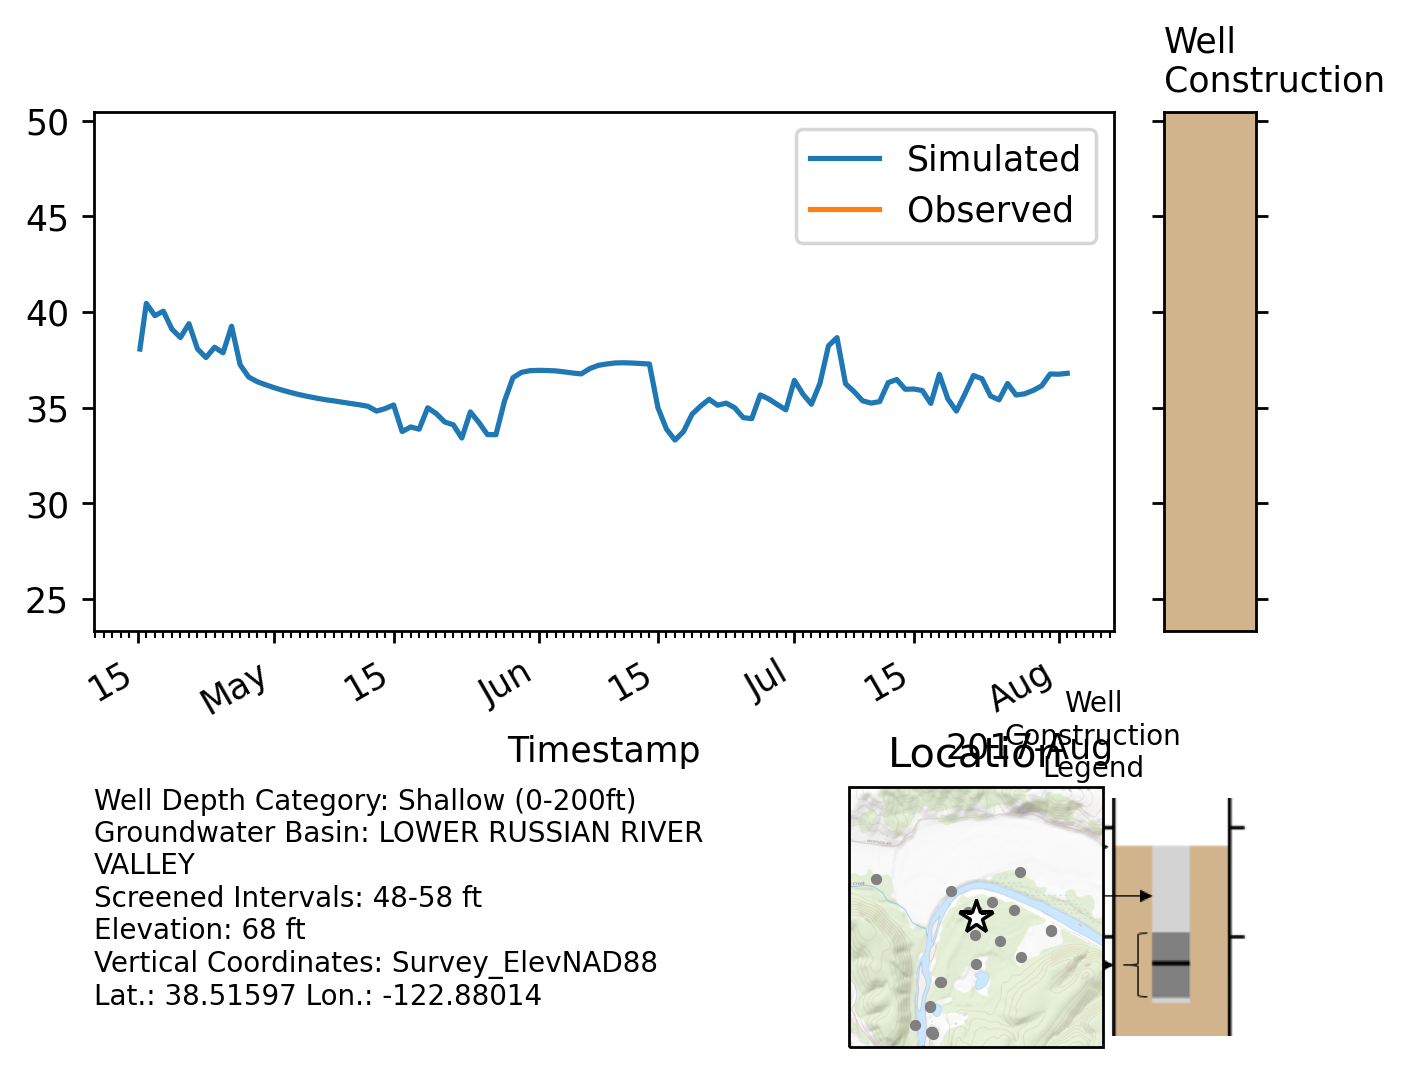 Well
Construction
50
45
40
35
30
25
Simulated
Observed
15
May
15
Jun
15
Jul
15
Aug
Timestamp
2017-Aug
Location
Well
Construction
Legend
Well Depth Category: Shallow (0-200ft)
Groundwater Basin: LOWER RUSSIAN RIVER
VALLEY
Screened Intervals: 48-58 ft
Elevation: 68 ft
Vertical Coordinates: Survey_ElevNAD88
Lat.: 38.51597 Lon.: -122.88014